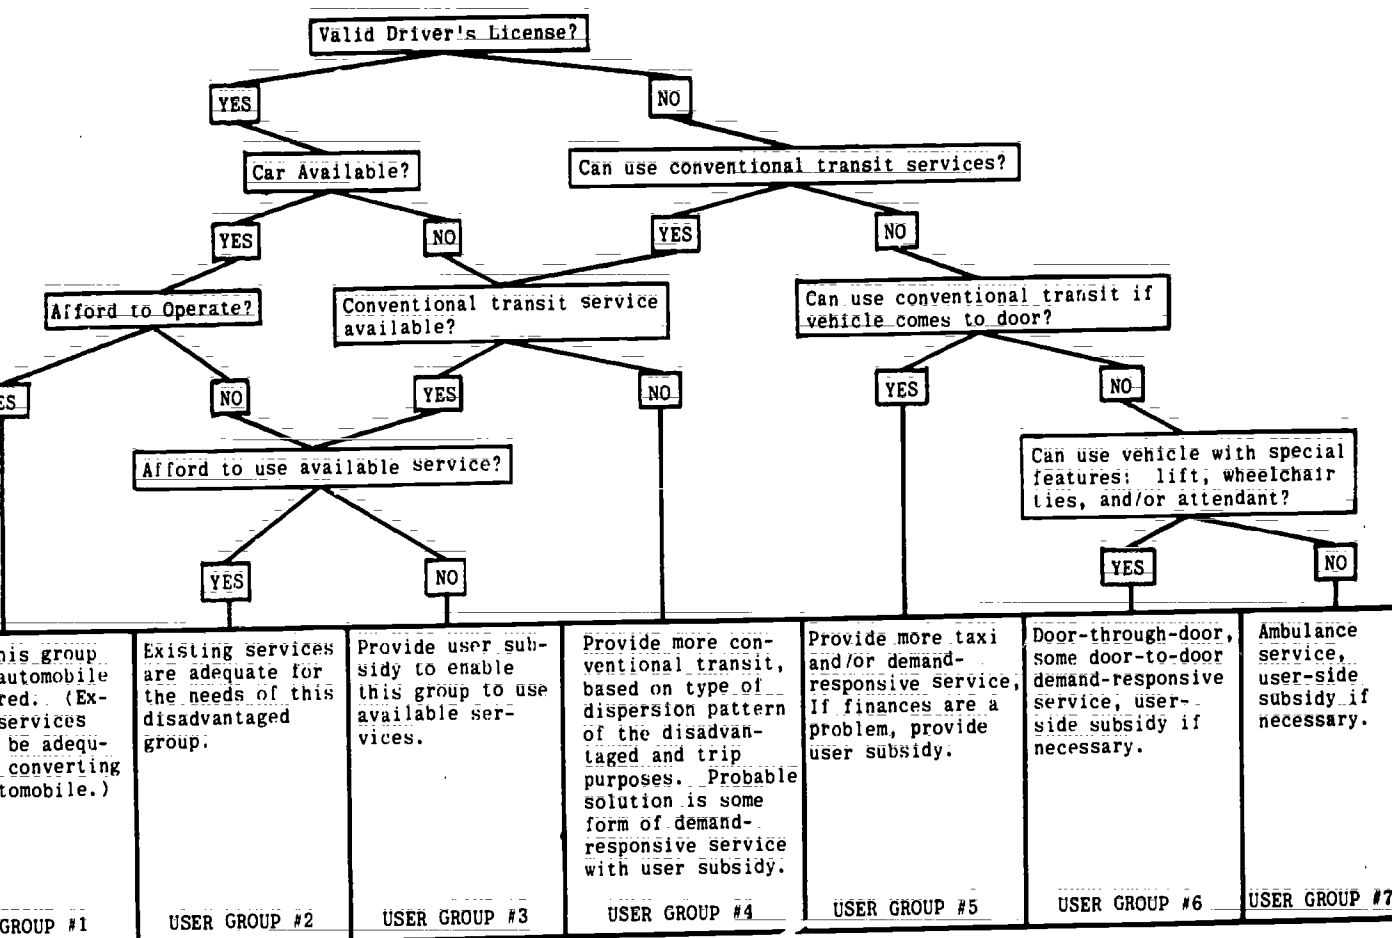 Valid Driver's License?
YES
NO
Car Available?
Can use conventional transit services?
YES
NO
YES
NO
Afford to Operate?
Conventional transit service
available?
Can use conventional transit if
vehicle comes to door?
ES
NO
YES
NO
YES
NO
Afford to use available service?
Can use vehicle with special
features: lift, wheelchair
ties, and/or attendant?
YES
NO
YES
NO
his group
automobile
red. (Ex-
services
be adequ-
converting
tomobile.)
GROUP #1
Existing services
are adequate for
the needs of this
disadvantaged
group.
USER GROUP #2
Provide user sub-
sidy to enable
this group to use
available ser-
vices.
USER GROUP #3
Provide more con-
ventional transit,
based on type of
dispersion pattern
of the disadvan-
taged and trip
purposes. Probable
solution is some
form of demand-
responsive service
with user subsidy.
USER GROUP #4
Provide more taxi
and/or demand-
responsive service,
If finances are a
problem, provide
user subsidy.
USER GROUP #5
Door-through-door,
some door-to-door
demand-responsive
service, user-
side subsidy if
necessary.
USER GROUP #6
Ambulance
service,
user-side
subsidy if
necessary.
USER GROUP #7